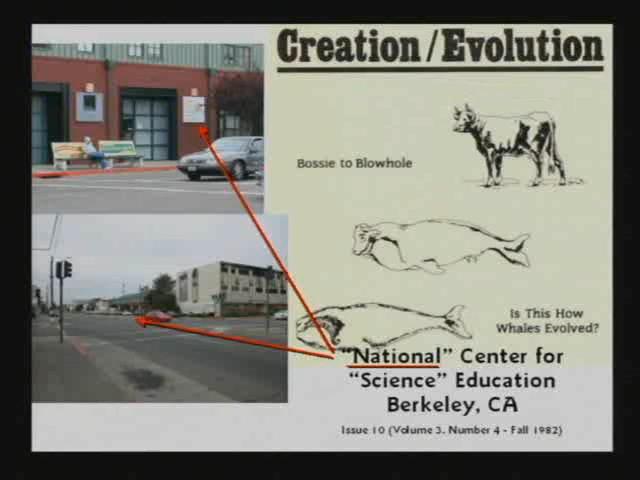 Creation/Evolution
Bossie to Blowhole
Is This How
Whales Evolved?
"National" Center for
"Science" Education
Berkeley, CA
Issue 10 (Volume 3, Number 4 - Fall 1982)